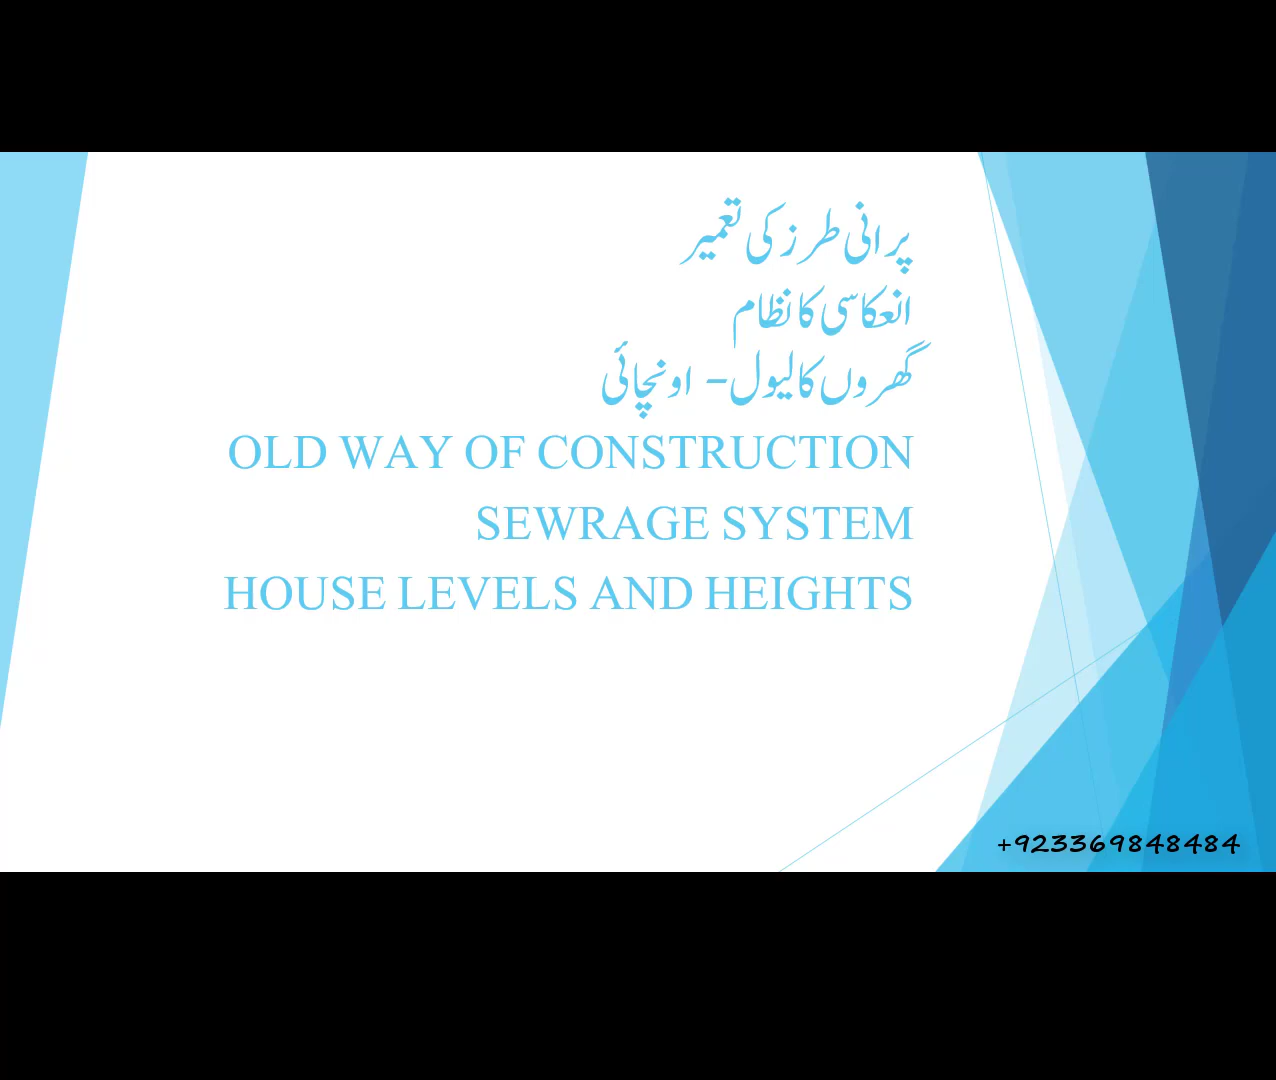 پرانی طرز کی تعمیر
انعکاسی کا نظام
گھروں کا لیول - اونچائی
OLD WAY OF CONSTRUCTION
SEWRAGE SYSTEM
HOUSE LEVELS AND HEIGHTS
+923369848484